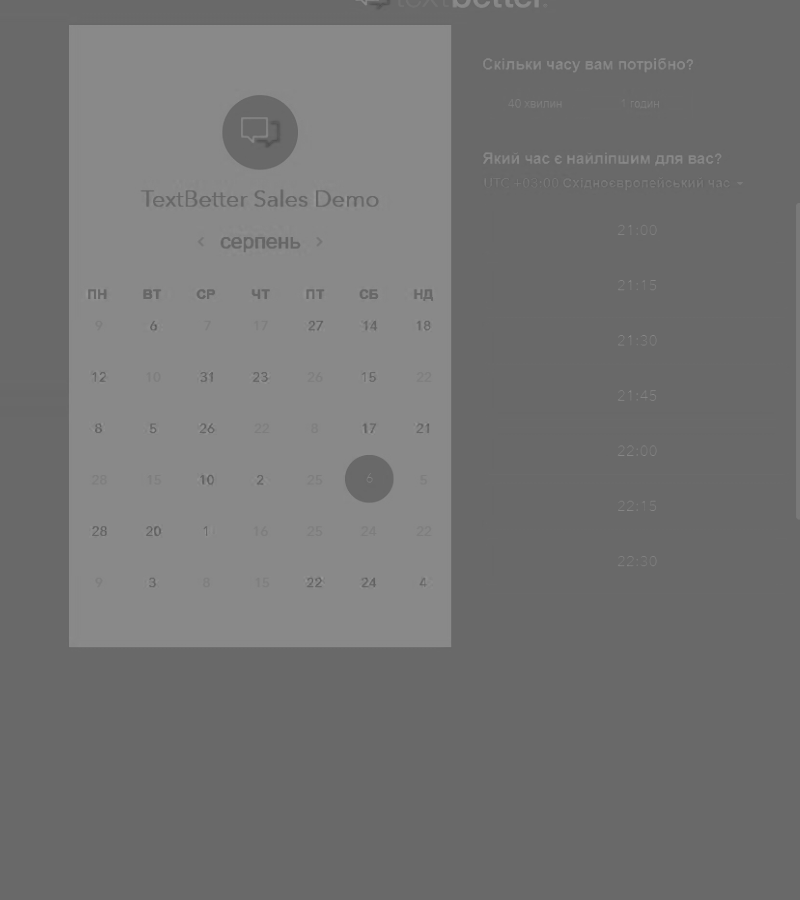 textbetter.
TextBetter Sales Demo
‹ серпень ›
ПН ВТ СР ЧТ ПТ СБ НД
9 6 7 17 27 14 18
12 10 31 23 26 15 22
8 5 26 22 8 17 21
28 15 10 2 25 6 5
28 20 1 16 25 24 22
9 3 8 15 22 24 4
Скільки часу вам потрібно?
40 хвилин 1 годин
Який час є найліпшим для вас?
UTC +03:00 Східноєвропейський час
21:00
21:15
21:30
21:45
22:00
22:15
22:30